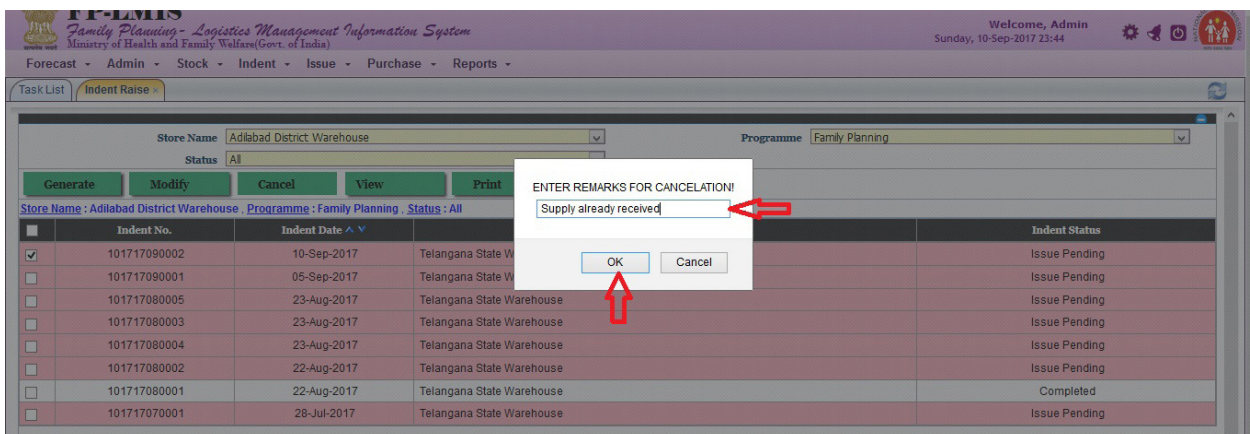 FP-LMIS
Family Planning - Logistics Management Information System
Ministry of Health and Family Welfare(Govt. of India)
Welcome, Admin
Sunday, 10-Sep-2017 23:44
Forecast - Admin - Stock - Indent - Issue - Purchase - Reports -
Task List Indent Raise ×
Store Name Adilabad District Warehouse Programme Family Planning
Status All
Generate Modify Cancel View Print
ENTER REMARKS FOR CANCELATION!
Supply already received
OK Cancel
Store Name : Adilabad District Warehouse , Programme : Family Planning , Status : All
Indent No. Indent Date Indent Status
101717090002 10-Sep-2017 Telangana State W Issue Pending
101717090001 05-Sep-2017 Telangana State W Issue Pending
101717080005 23-Aug-2017 Telangana State Warehouse Issue Pending
101717080003 23-Aug-2017 Telangana State Warehouse Issue Pending
101717080004 23-Aug-2017 Telangana State Warehouse Issue Pending
101717080002 22-Aug-2017 Telangana State Warehouse Issue Pending
101717080001 22-Aug-2017 Telangana State Warehouse Completed
101717070001 28-Jul-2017 Telangana State Warehouse Issue Pending